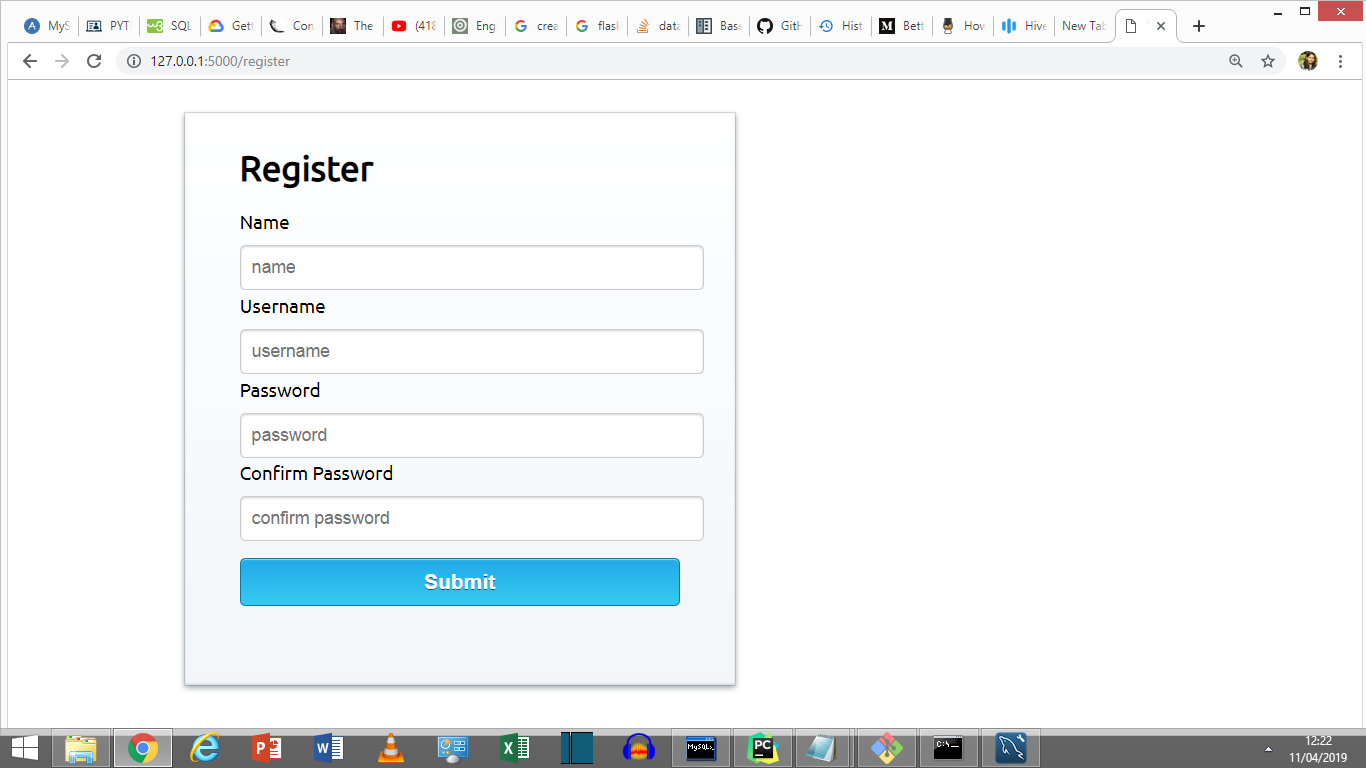 MyS
PYT
SQL
Gett
Con
The
(418
Eng
crea
flask
data
Base
Gith
Hist
Bett
How
Hive
New Tab
127.0.0.1:5000/register
Register
Name
name
Username
username
Password
password
Confirm Password
confirm password
Submit
12:22
11/04/2019